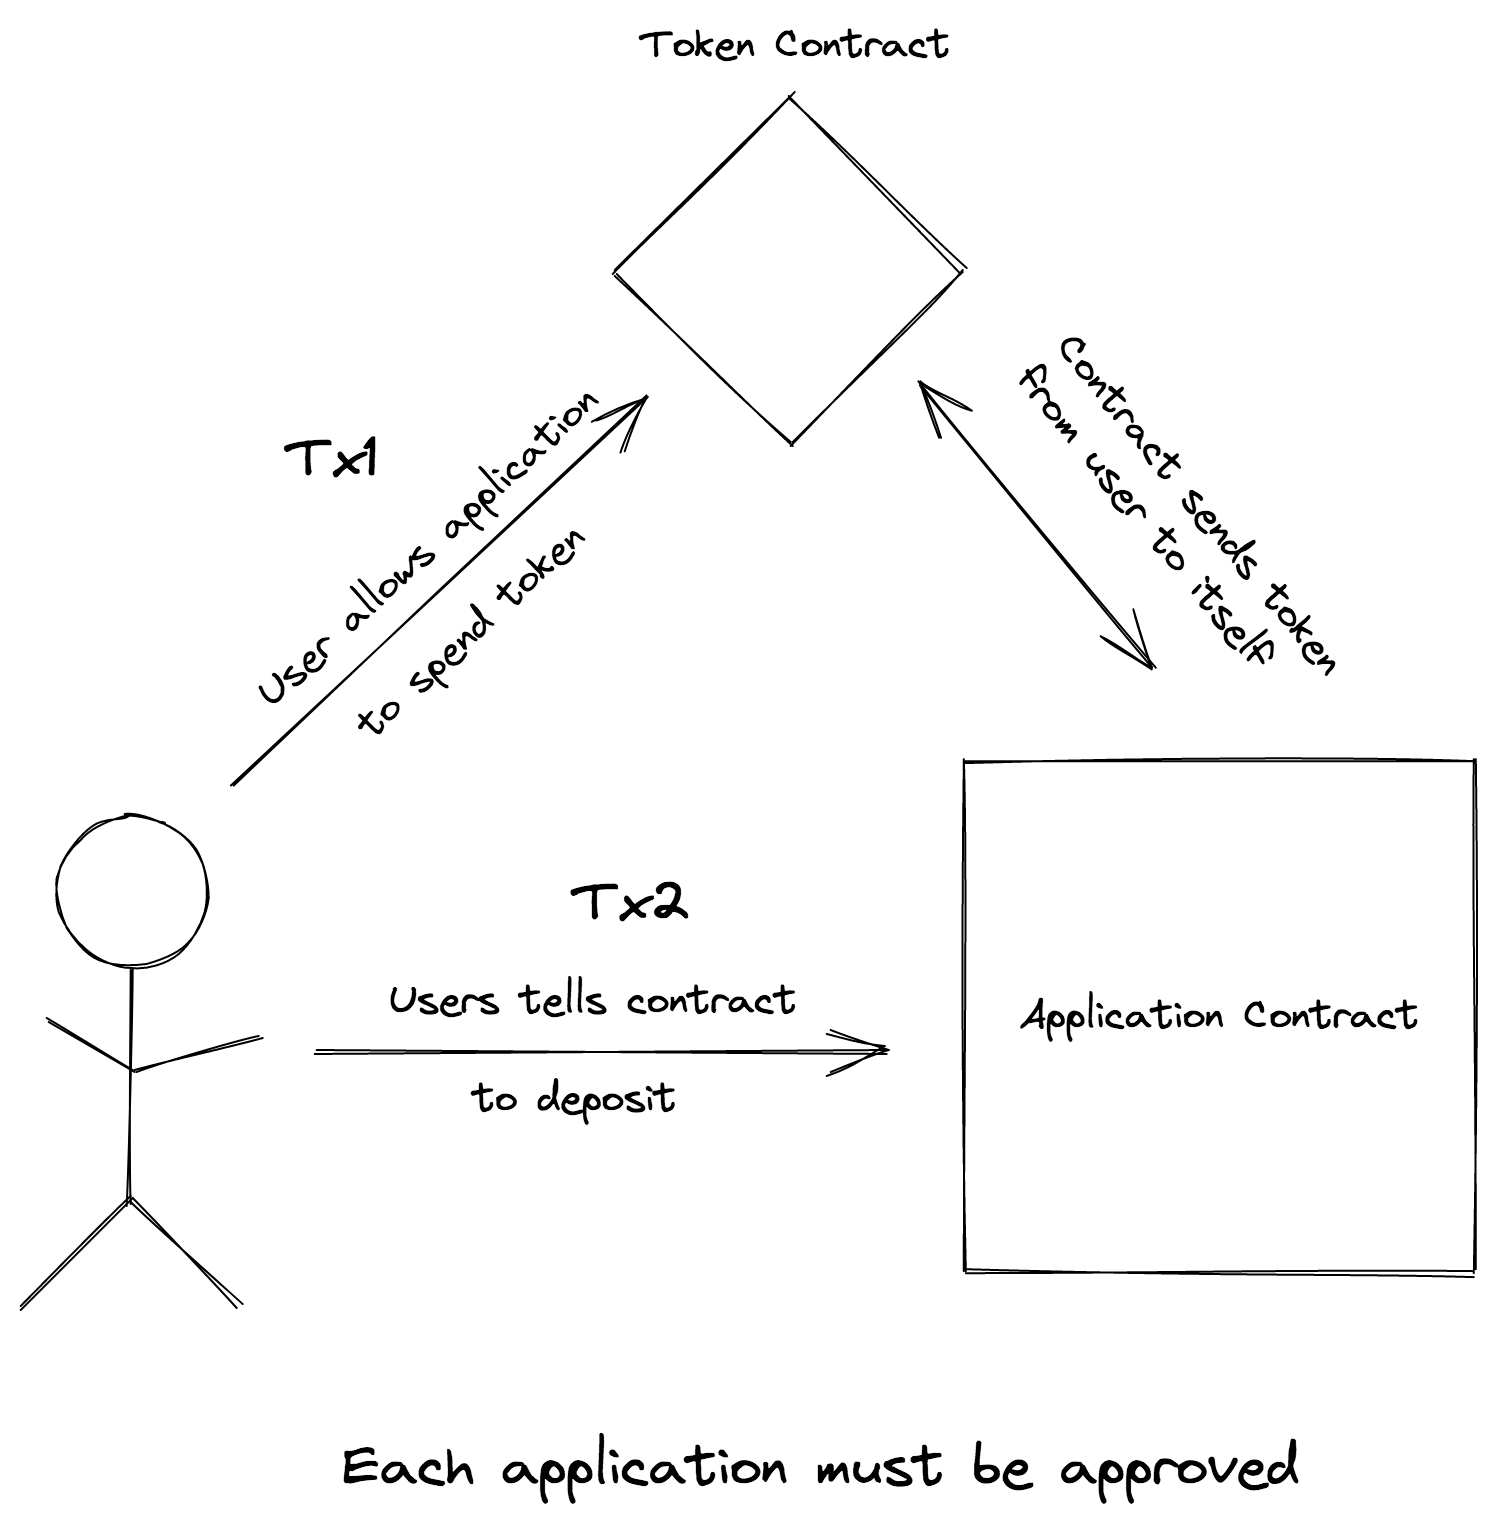 Token Contract
Tx1
User allows application
to spend token
Contract sends token
from user to itself
Tx2
Users tells contract
to deposit
Application Contract
Each application must be approved